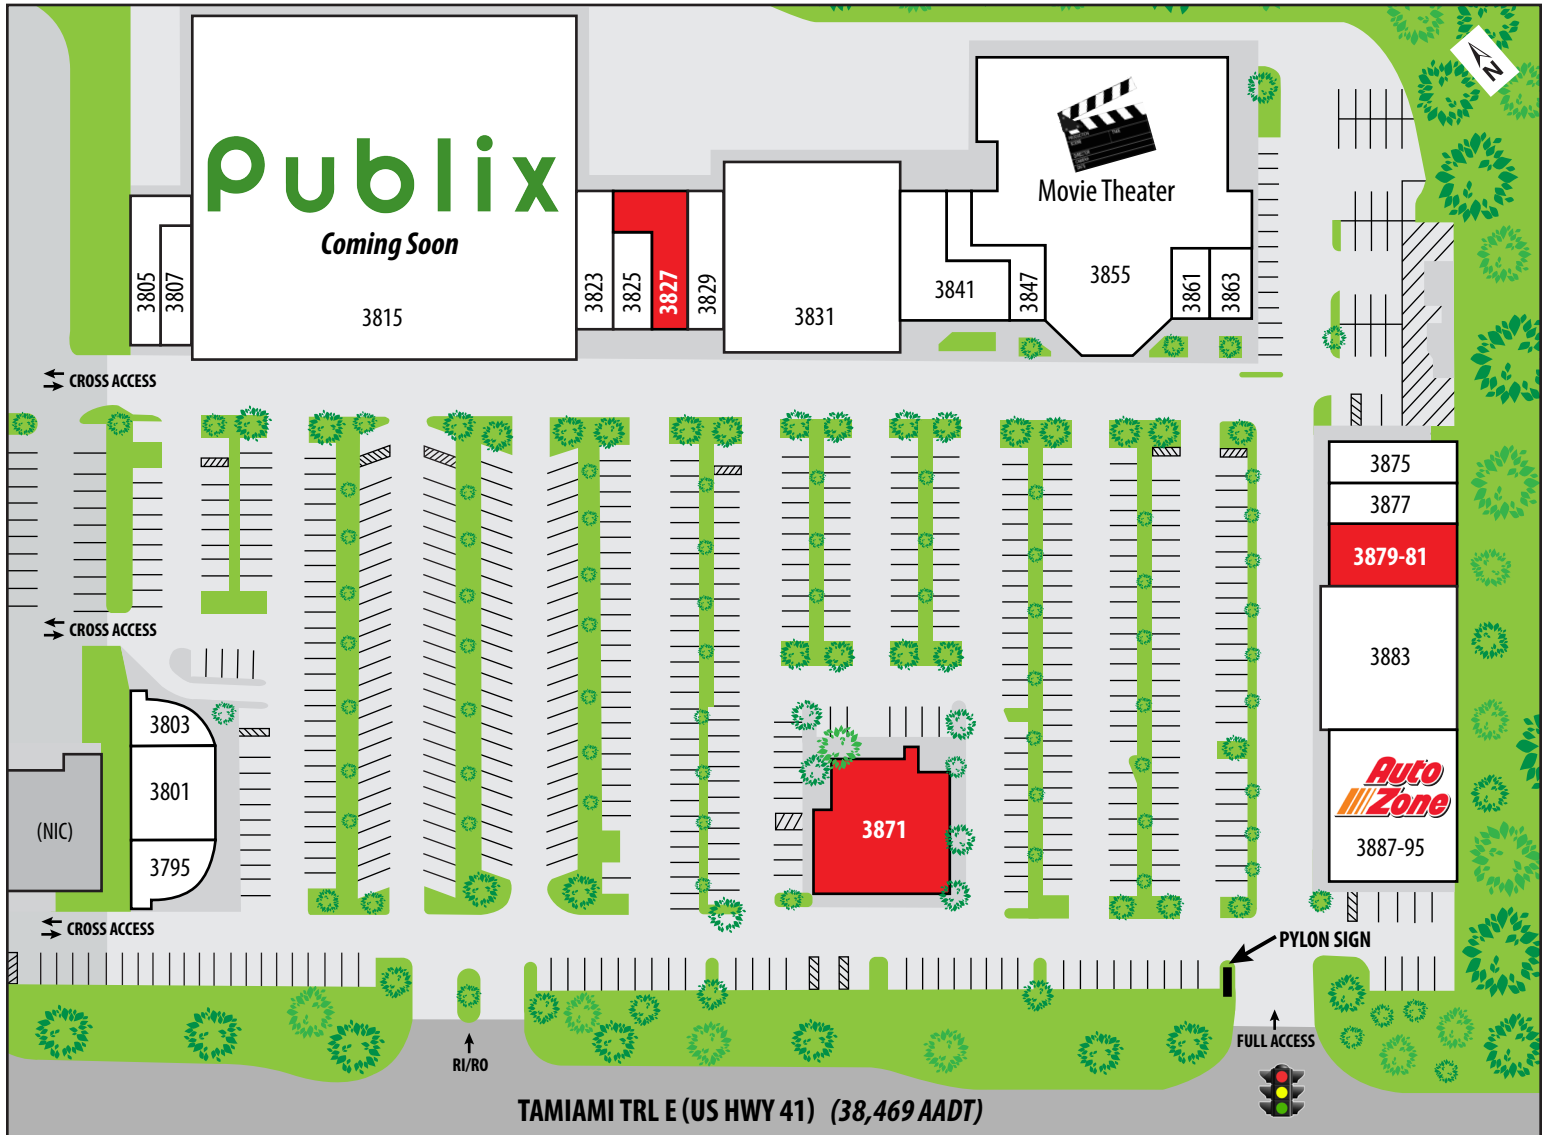 N
Publix
Coming Soon
3805
3807
3815
3823
3825
3827
3829
3831
3841
3847
Movie Theater
3855
3861
3863
CROSS ACCESS
3875
3877
3879-81
3883
Auto
Zone
3887-95
CROSS ACCESS
3803
3801
3795
(NIC)
3871
CROSS ACCESS
PYLON SIGN
RI/RO
FULL ACCESS
TAMIAMI TRL E (US HWY 41) (38,469 AADT)